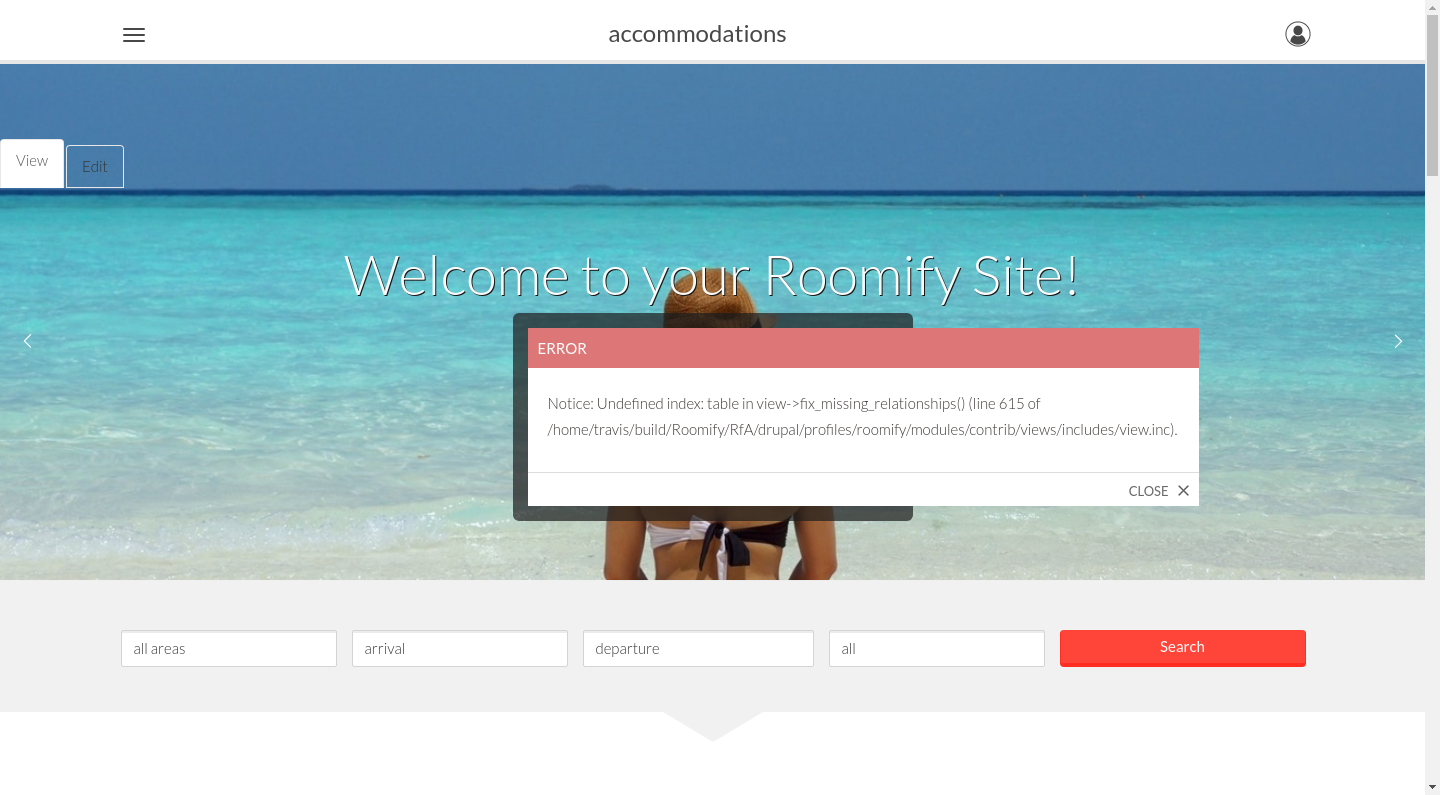 accommodations
View
Edit
Welcome to your Roomify Site!
ERROR
Notice: Undefined index: table in view->fix_missing_relationships() (line 615 of
/home/travis/build/Roomify/RfA/drupal/profiles/roomify/modules/contrib/views/includes/view.inc).
CLOSE
all areas
arrival
departure
all
Search